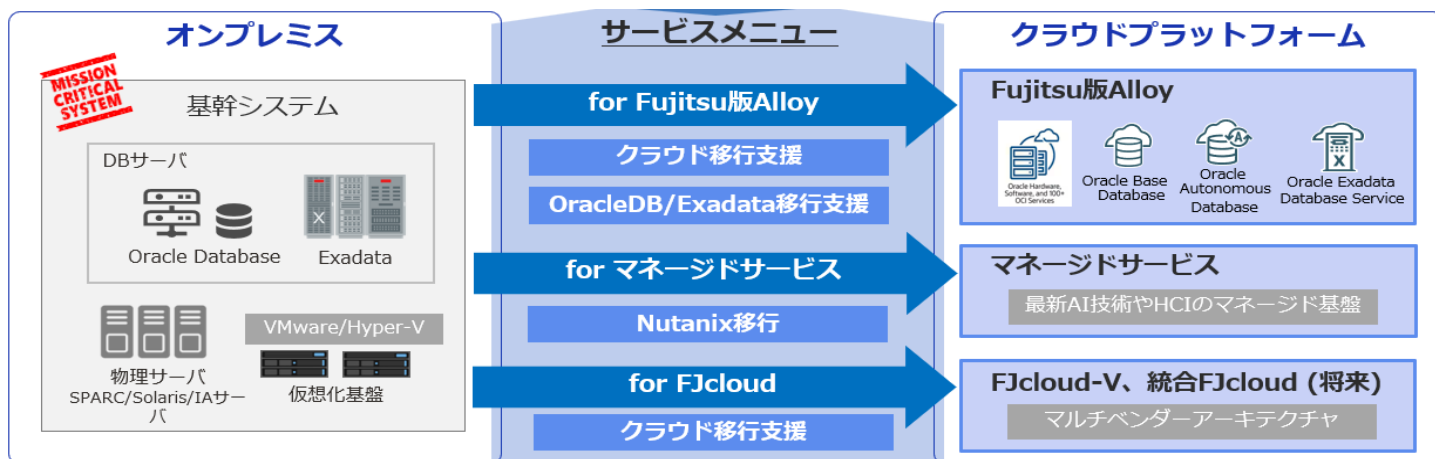 オンプレミス
MISSION
CRITICAL
SYSTEM
基幹システム
DBサーバ
Oracle Database
X
Exadata
物理サーバ
SPARC/Solaris/IAサー
バ
VMware/Hyper-V
仮想化基盤
サービスメニュー
for Fujitsu版Alloy
クラウド移行支援
OracleDB/Exadata移行支援
for マネージドサービス
Nutanix移行
for FJcloud
クラウド移行支援
クラウドプラットフォーム
Fujitsu版Alloy
Oracle Hardware,
Software, and 100+
OCI Services
Oracle Base
Database
A
Oracle
Autonomous
Database
X
Oracle Exadata
Database Service
マネージドサービス
最新AI技術やHCIのマネージド基盤
FJcloud-V、統合FJcloud (将来)
マルチベンダーアーキテクチャ